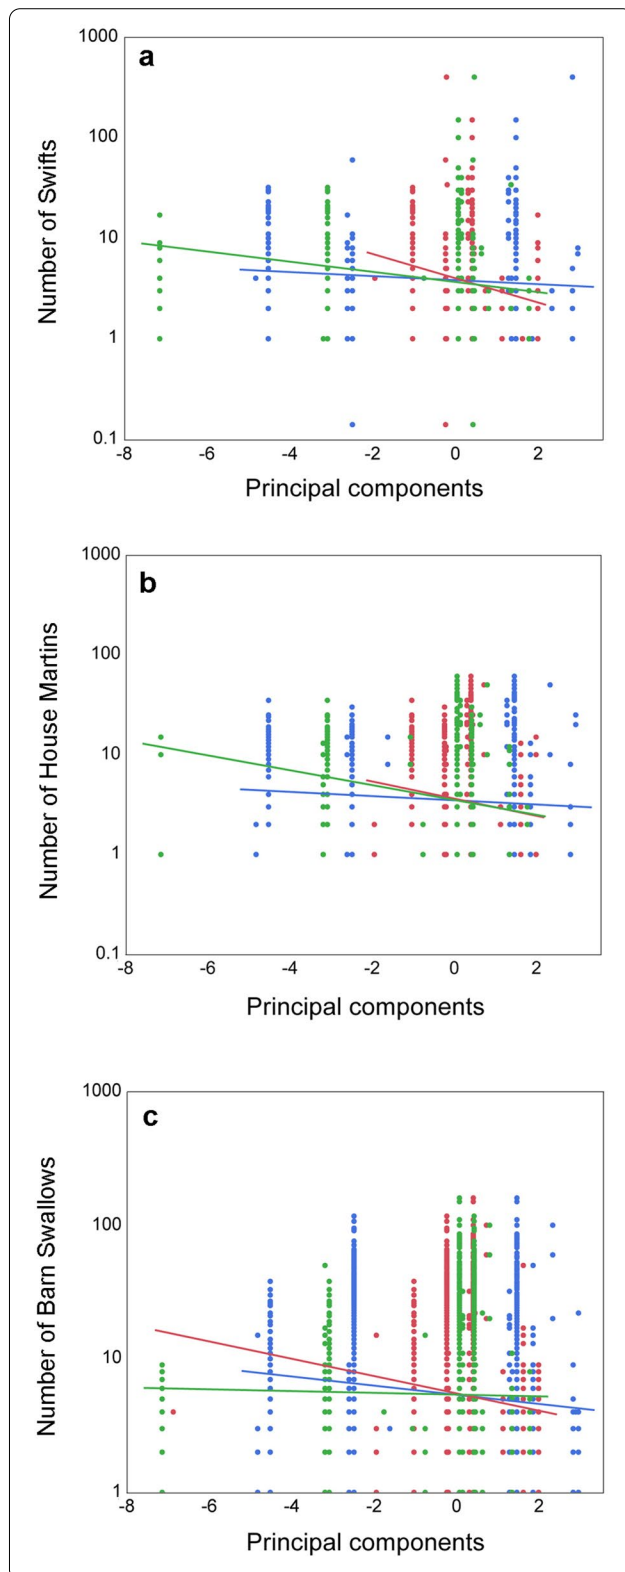 a
1000
100
10
1
0.1
Number of Swifts
-8 -6 -4 -2 0 2
Principal components
b
1000
100
10
1
0.1
Number of House Martins
-8 -6 -4 -2 0 2
Principal components
c
1000
100
10
1
Number of Barn Swallows
-8 -6 -4 -2 0 2
Principal components